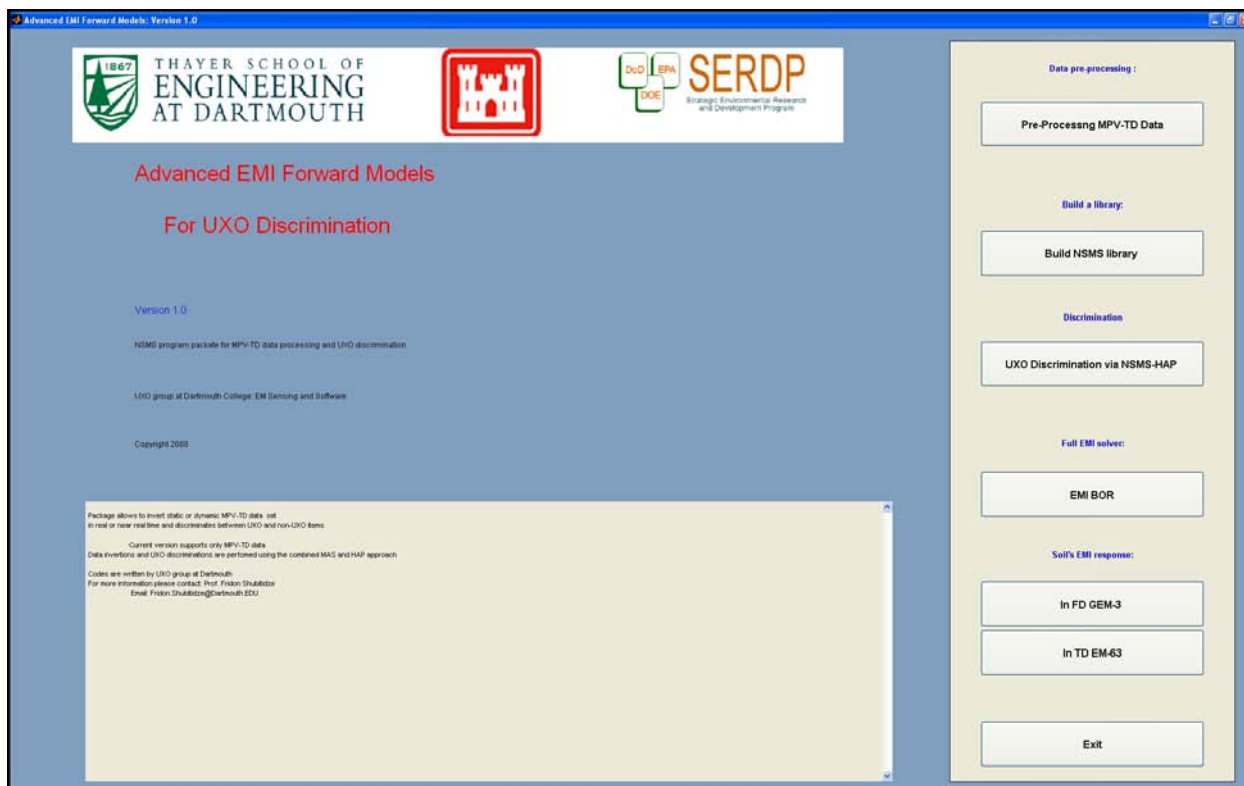 Advanced EMI Forward Models: Version 1.0
1867
THAYER SCHOOL OF
ENGINEERING
AT DARTMOUTH
DoD
EPA
DOE
SERDP
Strategic Environmental Research
and Development Program
Advanced EMI Forward Models
For UXO Discrimination
Version 1.0
NSMS program packate for MPV-TD data processing and UXO discrimination
UXO group at Dartmouth College: EM Sensing and Software
Copyright
Package allows to invert static or dynamic MPV-TD data set
in real or near real time and discriminates between UXO and non-UXO items
Current version supports only MPV-TD data
Data invertions and UXO discriminations are perfomed using the combined MAS and HAP approach
Codes are written by UXO group at Dartmouth
For more information please contact: Prof. Fridon Shubitidze
Email: Fridon.Shubitidze@Dartmouth.EDU
Data pre-processing :
Pre-Processng MPV-TD Data
Build a library:
Build NSMS library
Discrimination
UXO Discrimination via NSMS-HAP
Full EMI solver:
EMI BOR
Soil's EMI response:
In FD GEM-3
In TD EM-63
Exit